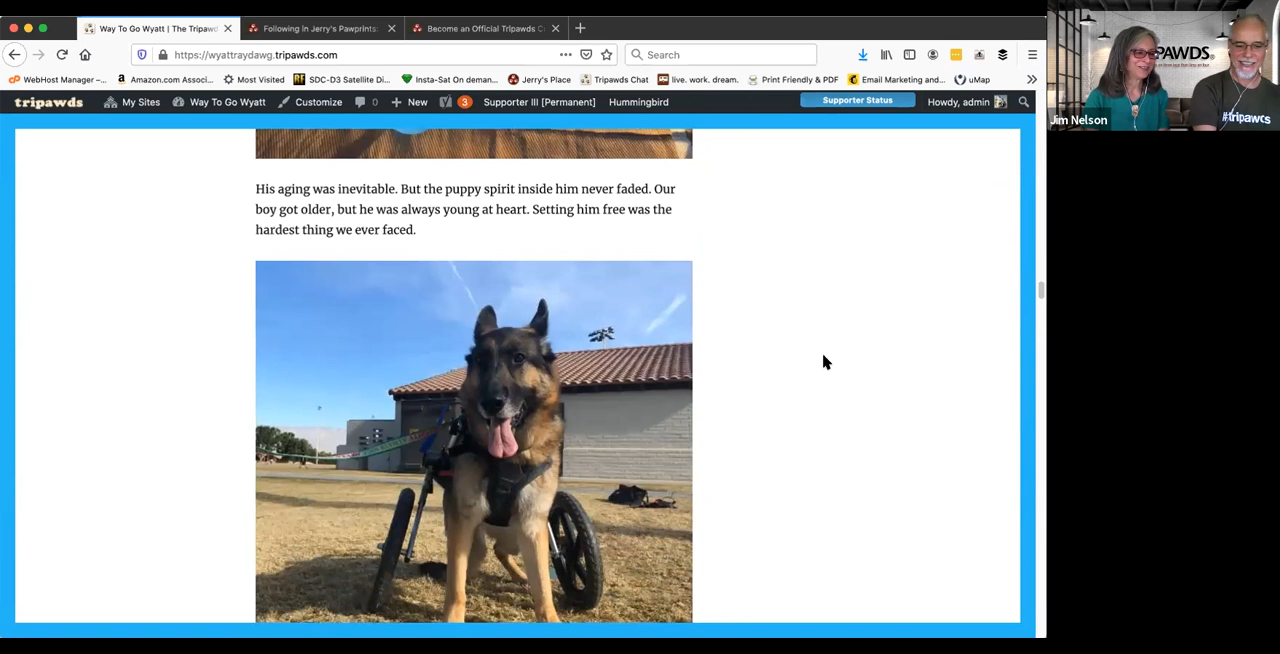 Way To Go Wyatt | The Tripawd
Following In Jerry's Pawprints:
Become an Official Tripawds C
https://wyattraydawg.tripawds.com
Search
WebHost Manager –...
Amazon.com Associ...
Most Visited
SDC-D3 Satellite Di...
Insta-Sat On deman...
Jerry's Place
Tripawds Chat
live. work. dream.
Print Friendly & PDF
Email Marketing and...
uMap
tripawds
My Sites
Way To Go Wyatt
Customize
0
New
3
Supporter III [Permanent]
Hummingbird
Supporter Status
Howdy, admin
His aging was inevitable. But the puppy spirit inside him never faded. Our
boy got older, but he was always young at heart. Setting him free was the
hardest thing we ever faced.
PAWDS
Jim Nelson
#tripawds